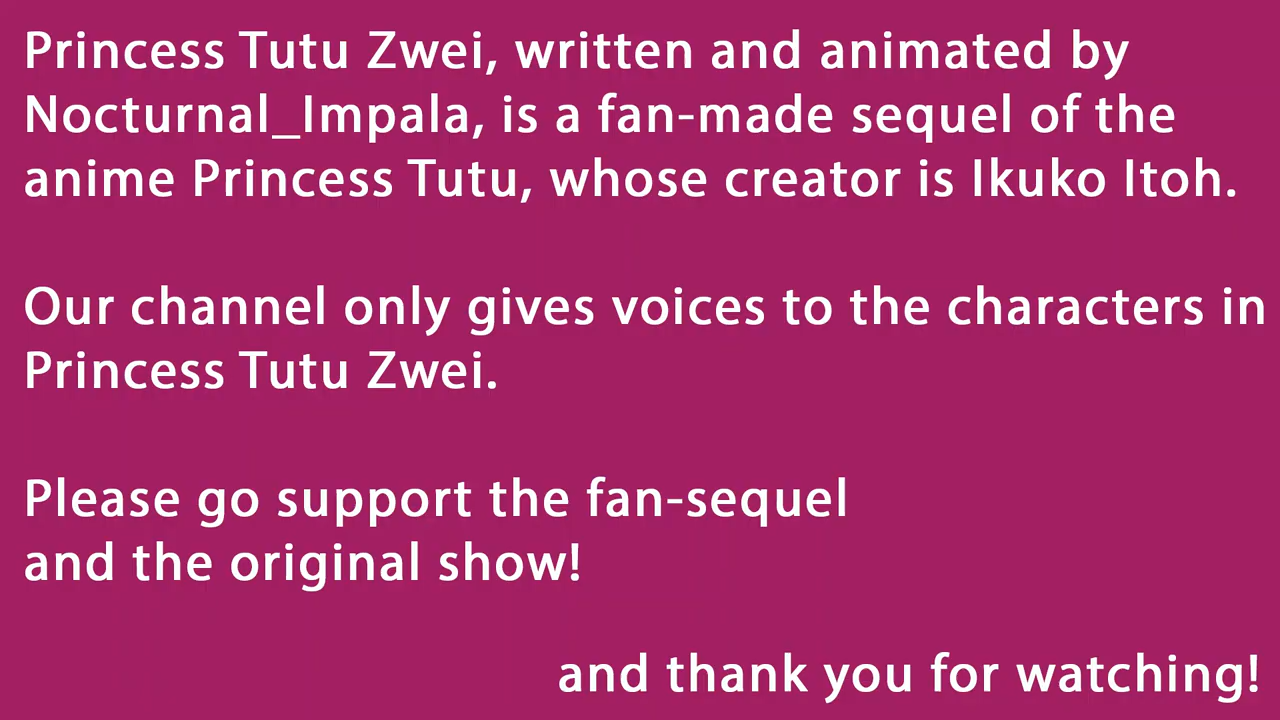 Princess Tutu Zwei, written and animated by
Nocturnal_Impala, is a fan-made sequel of the
anime Princess Tutu, whose creator is Ikuko Itoh.
Our channel only gives voices to the characters in
Princess Tutu Zwei.
Please go support the fan-sequel
and the original show!
and thank you for watching!